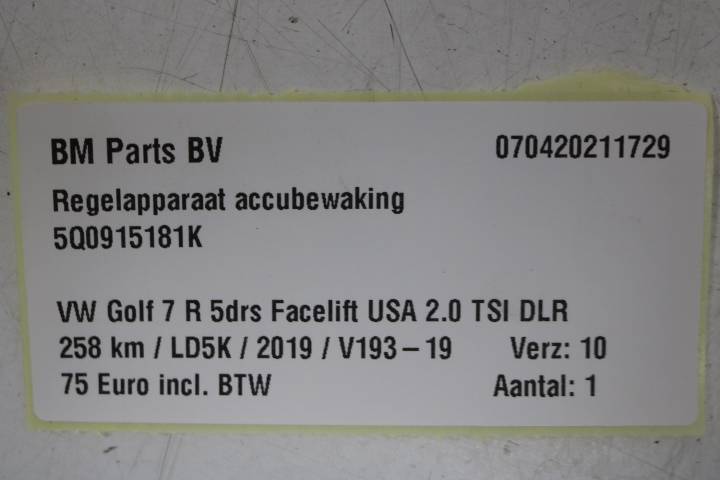 BM Parts BV 070420211729
Regelapparaat accubewaking
5Q0915181K
VW Golf 7 R 5drs Facelift USA 2.0 TSI DLR
258 km / LD5K / 2019 / V193 – 19 Verz: 10
75 Euro incl. BTW Aantal: 1